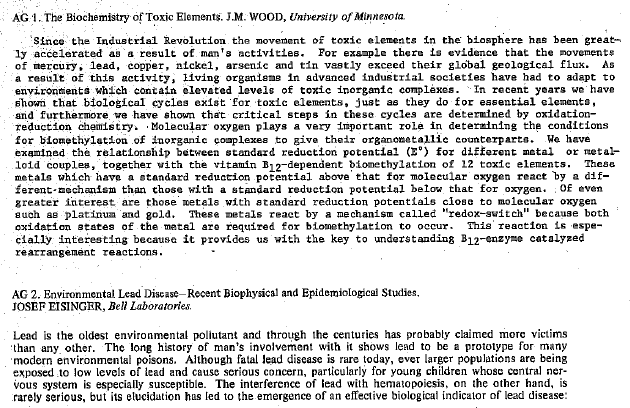 AG 1. The Biochemistry of Toxic Elements. J.M. WOOD, University of Minnesota.
Since the Industrial Revolution the movement of toxic elements in the biosphere has been great-
ly accelerated as a result of man's activities. For example there is evidence that the movements
of mercury, lead, copper, nickel, arsenic and tin vastly exceed their global geological flux. As
a result of this activity, living organisms in advanced industrial societies have had to adapt to
environments which contain elevated levels of toxic inorganic complexes. In recent years we have
shown that biological cycles exist for toxic elements, just as they do for essential elements,
and furthermore we have shown that critical steps in these cycles are determined by oxidation-
reduction chemistry. Molecular oxygen plays a very important role in determining the conditions
for biomethylation of inorganic complexes to give their organometallic counterparts. We have
examined the relationship between standard reduction potential (E°) for different metal or metal-
loid couples, together with the vitamin B12-dependent biomethylation of 12 toxic elements. These
metals which have a standard reduction potential above that for molecular oxygen react by a dif-
ferent mechanism than those with a standard reduction potential below that for oxygen. Of even
greater interest are those metals with standard reduction potentials close to molecular oxygen
such as platinum and gold. These metals react by a mechanism called "redox-switch" because both
oxidation states of the metal are required for biomethylation to occur. This reaction is espe-
cially interesting because it provides us with the key to understanding B12-enzyme catalyzed
rearrangement reactions.
AG 2. Environmental Lead Disease—Recent Biophysical and Epidemiological Studies.
JOSEF EISINGER, Bell Laboratories.
Lead is the oldest environmental pollutant and through the centuries has probably claimed more victims
than any other. The long history of man's involvement with it shows lead to be a prototype for many
modern environmental poisons. Although fatal lead disease is rare today, ever larger populations are being
exposed to low levels of lead and cause serious concern, particularly for young children whose central ner-
vous system is especially susceptible. The interference of lead with hematopoiesis, on the other hand, is
rarely serious, but its elucidation has led to the emergence of an effective biological indicator of lead disease: